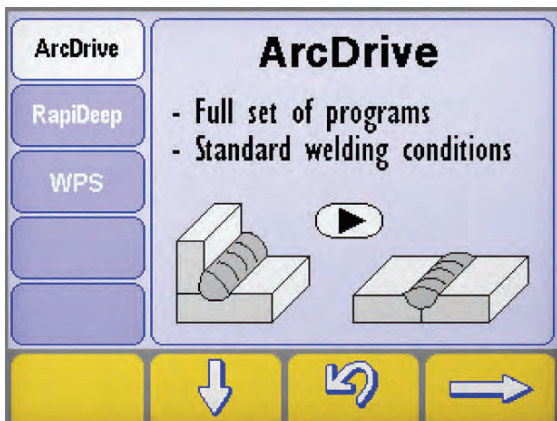 ArcDrive
RapiDeep
WPS
ArcDrive
- Full set of programs
- Standard welding conditions